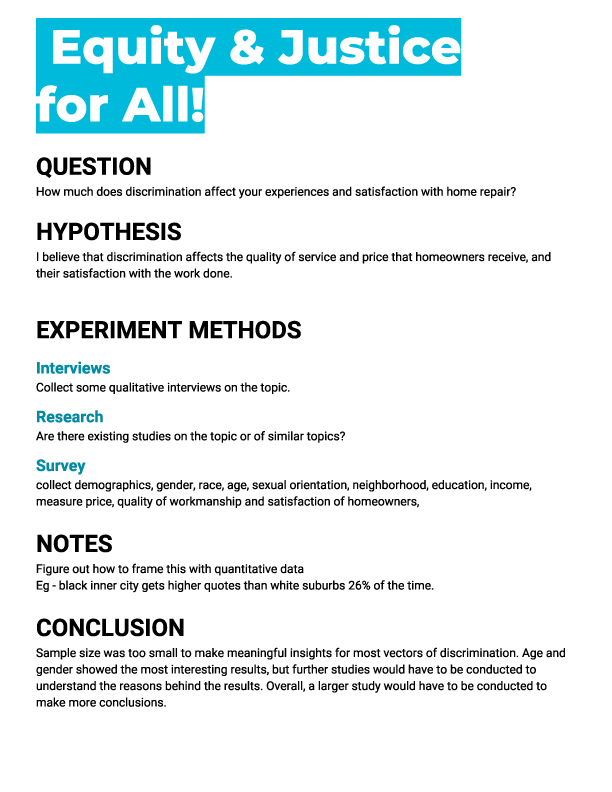 Equity & Justice
for All!
QUESTION
How much does discrimination affect your experiences and satisfaction with home repair?
HYPOTHESIS
I believe that discrimination affects the quality of service and price that homeowners receive, and
their satisfaction with the work done.
EXPERIMENT METHODS
Interviews
Collect some qualitative interviews on the topic.
Research
Are there existing studies on the topic or of similar topics?
Survey
collect demographics, gender, race, age, sexual orientation, neighborhood, education, income,
measure price, quality of workmanship and satisfaction of homeowners,
NOTES
Figure out how to frame this with quantitative data
Eg - black inner city gets higher quotes than white suburbs 26% of the time.
CONCLUSION
Sample size was too small to make meaningful insights for most vectors of discrimination. Age and
gender showed the most interesting results, but further studies would have to be conducted to
understand the reasons behind the results. Overall, a larger study would have to be conducted to
make more conclusions.